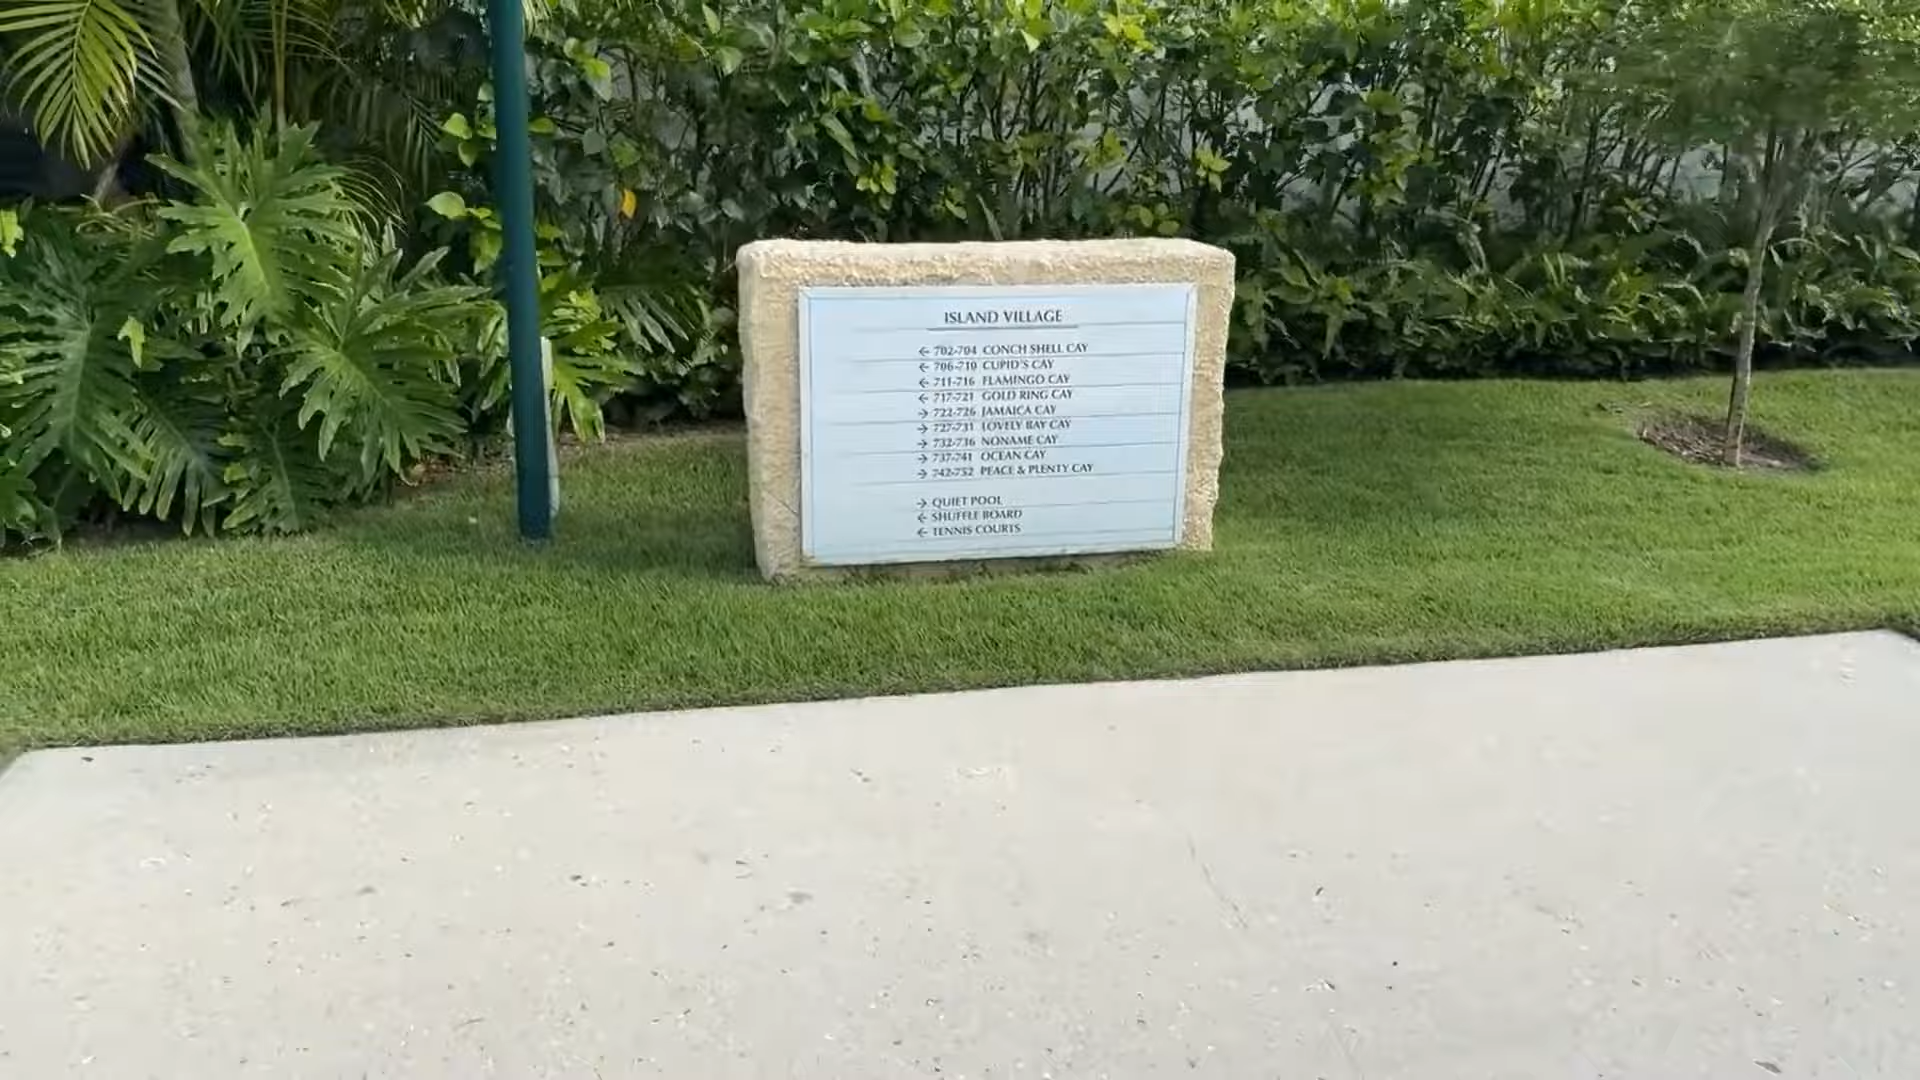 ISLAND VILLAGE
← 702-704 CONCH SHELL CAY
← 706-710 CUPID'S CAY
← 711-716 FLAMINGO CAY
← 717-721 GOLD RING CAY
→ 722-726 JAMAICA CAY
→ 727-731 LOVELY BAY CAY
→ 732-736 NONAME CAY
→ 737-741 OCEAN CAY
→ 742-752 PEACE & PLENTY CAY
→ QUIET POOL
← SHUFFLE BOARD
← TENNIS COURTS